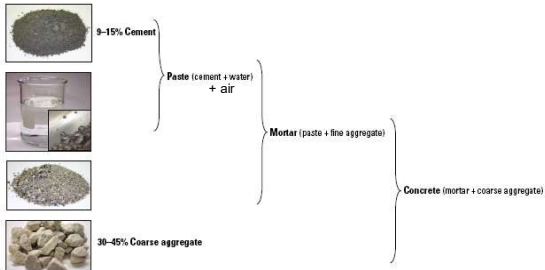 9–15% Cement
Paste (cement + water)
+ air
Mortar (paste + fine aggregate)
Concrete (mortar + coarse aggregate)
30–45% Coarse aggregate